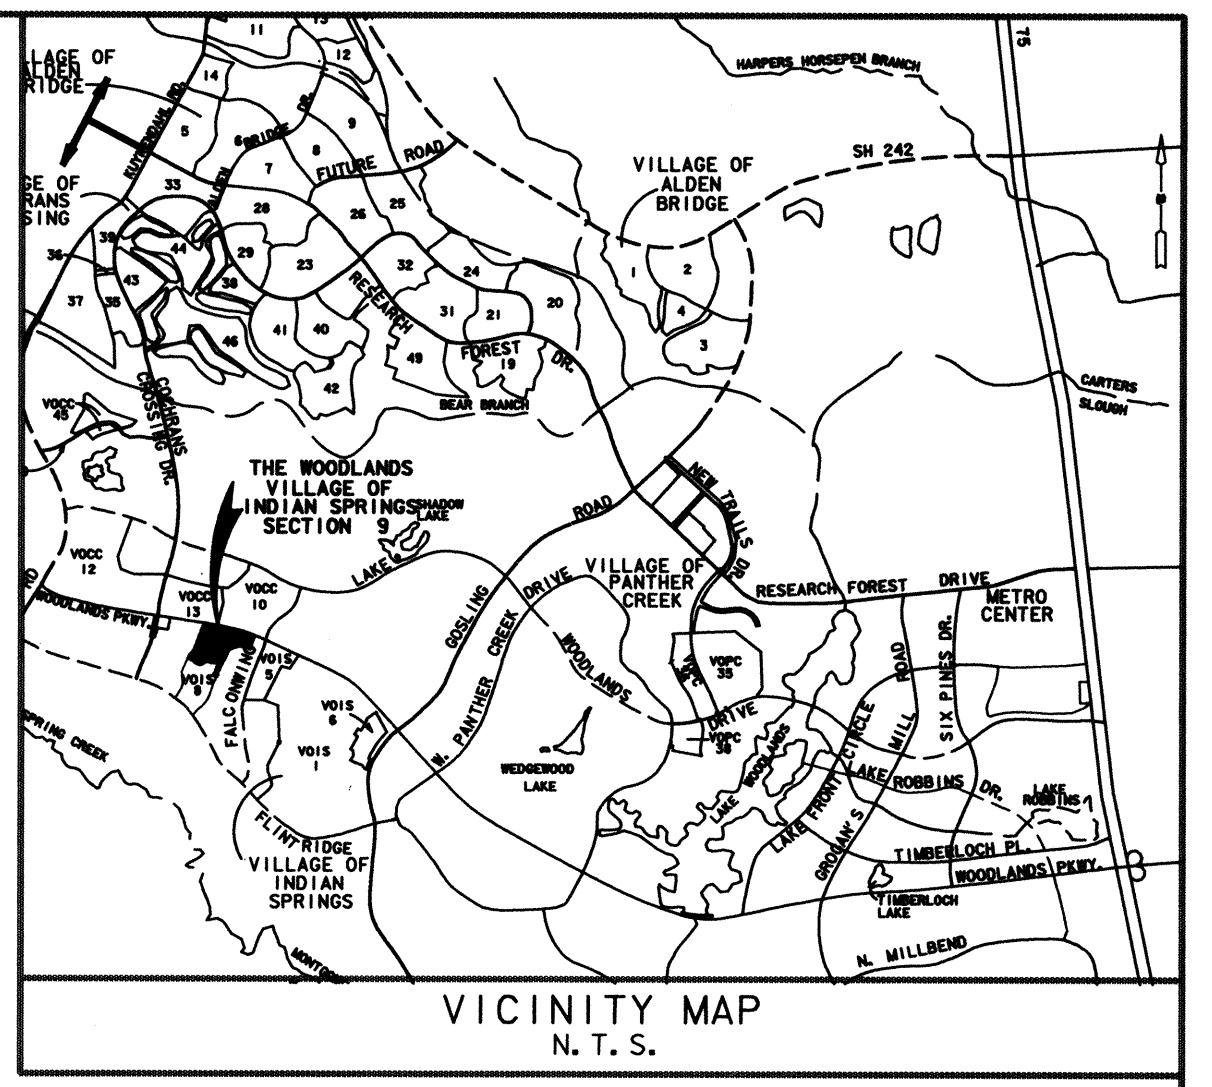 11
12
14
75
HARPERS HORSEPEN BRANCH
LLAGE OF
ALDEN
RIDGE
KUYKENDAHL RD.
5
6
BRIDGE
DR.
9
8
7
FUTURE ROAD
SH 242
VILLAGE OF
ALDEN
BRIDGE
GE OF
RANS
SING
33
ALDEN
28
26
25
39
36
44
29
23
32
24
1
2
43
38
37
35
RESEARCH
31
21
20
4
41
40
46
3
49
FOREST
19
DR.
42
BEAR BRANCH
CARTERS
SLOUGH
VOCC
45
COCHRANS
CROSSING DR.
THE WOODLANDS
VILLAGE OF
INDIAN SPRINGS
SECTION 9
SHADOW
LAKE
LAKE
ROAD
NEW TRAILS DR.
VOCC
12
VILLAGE OF
PANTHER
CREEK
RESEARCH FOREST DRIVE
METRO
CENTER
RD
WOODLANDS PKWY.
VOCC
13
VOCC
10
GOSLING
W. PANTHER CREEK DRIVE
WOODLANDS
DRIVE
VOPC
VOPC
35
VOPC
36
VOIS
9
VOIS
5
FALCONWING
VOIS
6
VOIS
1
SPRING CREEK
WEDGEWOOD
LAKE
LAKE WOODLANDS
LAKE FRONT CIRCLE
GROGAN'S MILL ROAD
SIX PINES DR.
LAKE ROBBINS DR.
LAKE
ROBBINS
FLINTRIDGE
VILLAGE OF
INDIAN
SPRINGS
TIMBERLOCH PL.
WOODLANDS PKWY.
TIMBERLOCH
LAKE
N. MILLBEND
VICINITY MAP
N. T. S.